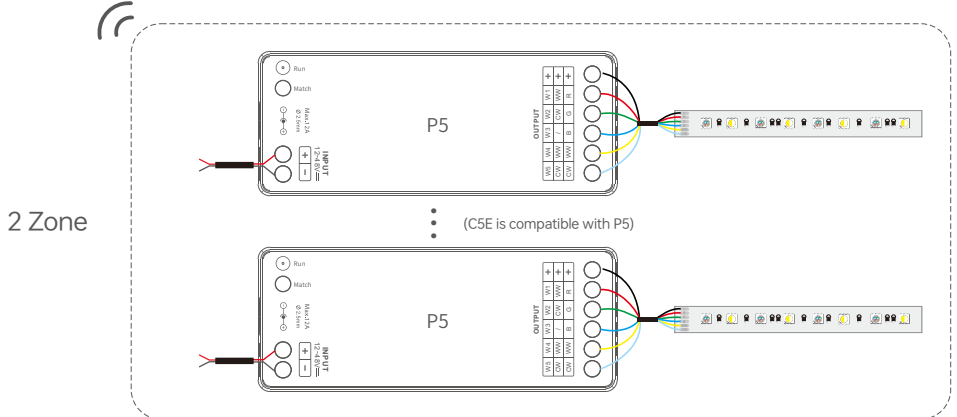 2 Zone
Run
Match
Max:12A
Ø 2.5mm
INPUT
12~48V
+
−
P5
OUTPUT
+ + +
W1 WW R
W2 CW G
W3 / B
W4 WW WW
W5 CW CW
(C5E is compatible with P5)
Run
Match
Max:12A
Ø 2.5mm
INPUT
12~48V
+
−
P5
OUTPUT
+ + +
W1 WW R
W2 CW G
W3 / B
W4 WW WW
W5 CW CW